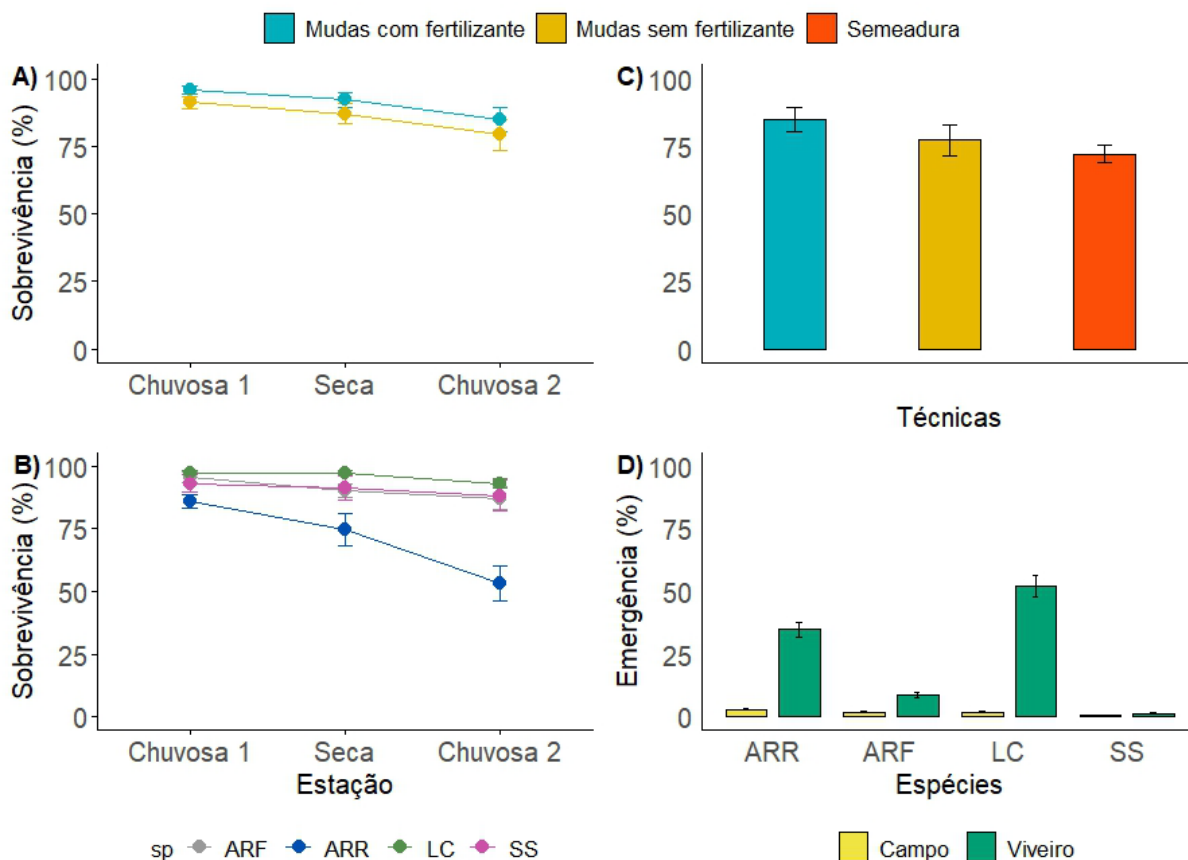 Mudas com fertilizante Mudas sem fertilizante Semeadura
A)
Sobrevivência (%)
100
75
50
25
0
Chuvosa 1 Seca Chuvosa 2
C)
Sobrevivência (%)
100
75
50
25
0
Técnicas
B)
Sobrevivência (%)
100
75
50
25
0
Chuvosa 1 Seca Chuvosa 2
Estação
sp ARF ARR LC SS
D)
Emergência (%)
100
75
50
25
0
ARR ARF LC SS
Espécies
Campo Viveiro